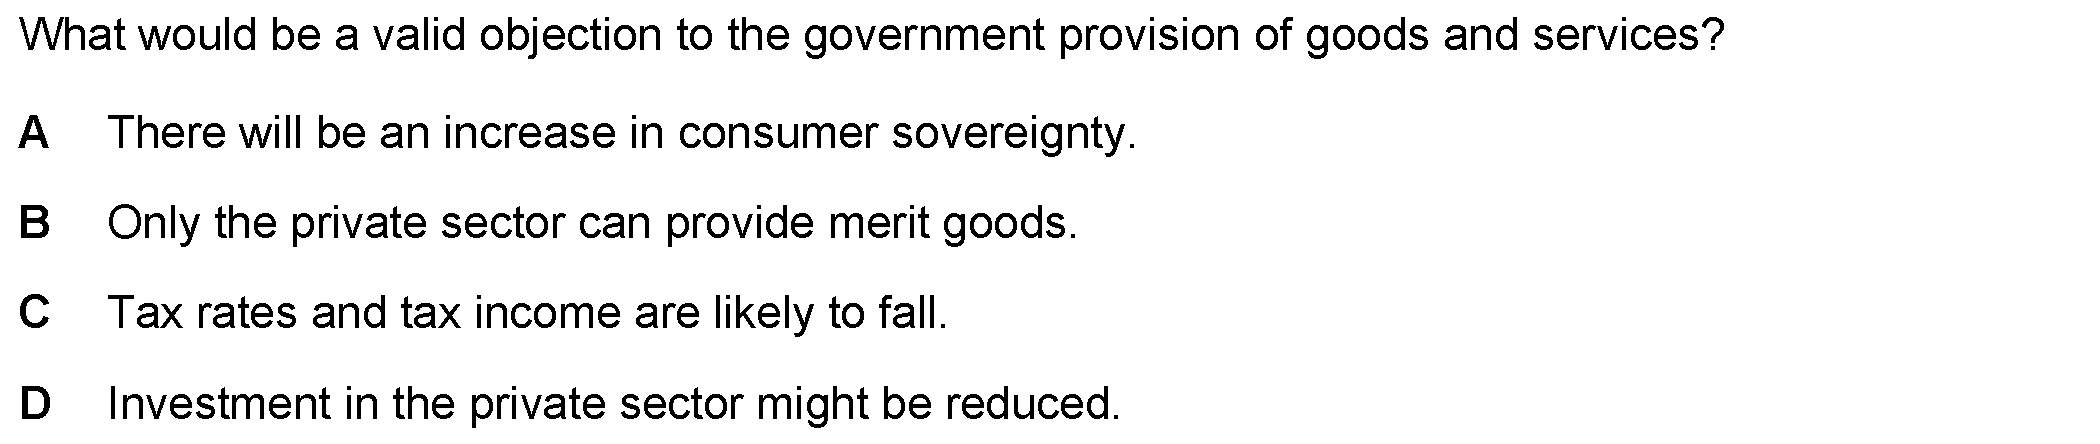 What would be a valid objection to the government provision of goods and services?
A There will be an increase in consumer sovereignty.
B Only the private sector can provide merit goods.
C Tax rates and tax income are likely to fall.
D Investment in the private sector might be reduced.